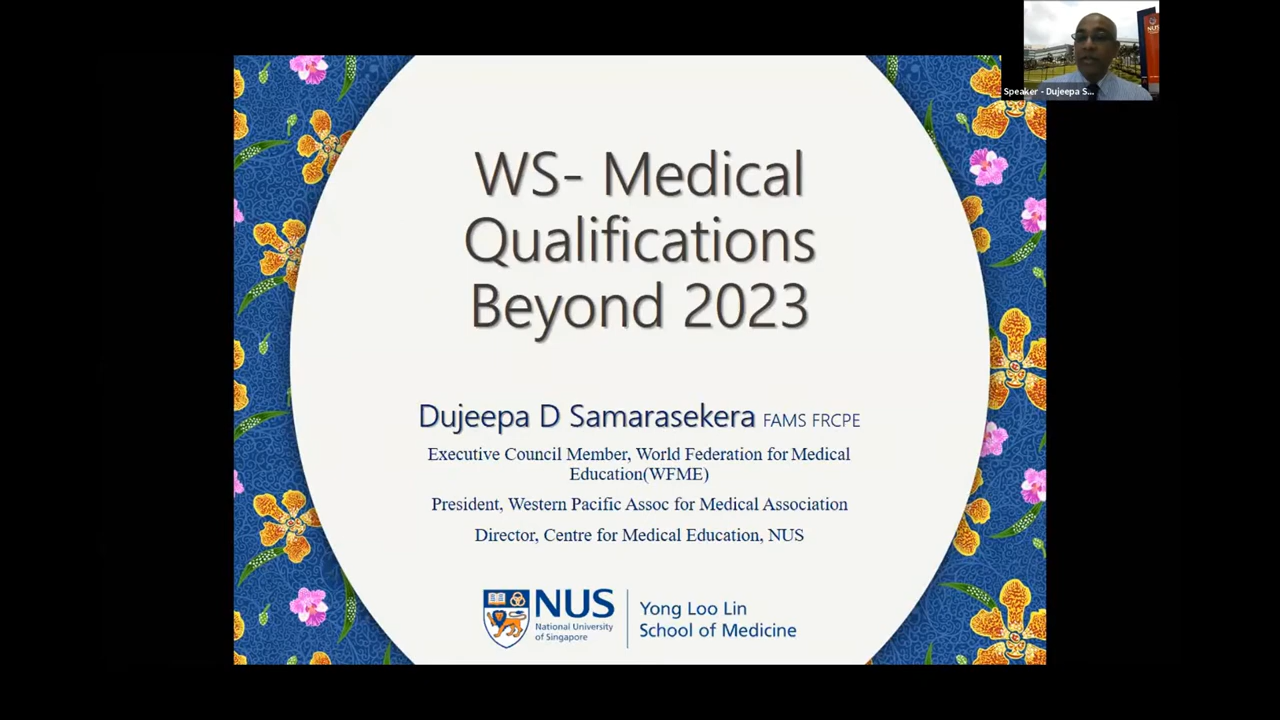 NUS
Speaker - Dujeepa S...
WS- Medical
Qualifications
Beyond 2023
Dujeepa D Samarasekera FAMS FRCPE
Executive Council Member, World Federation for Medical
Education(WFME)
President, Western Pacific Assoc for Medical Association
Director, Centre for Medical Education, NUS
NUS
National University
of Singapore
Yong Loo Lin
School of Medicine